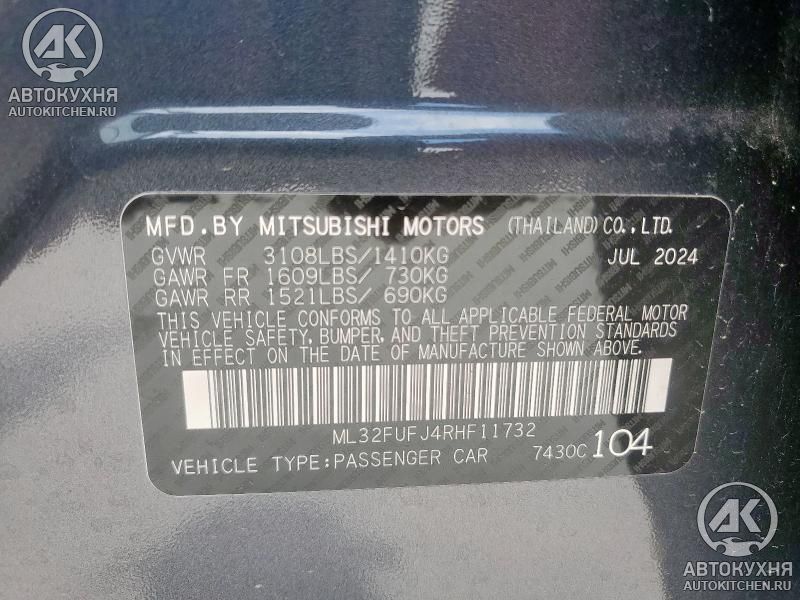 АК
АВТОКУХНЯ
AUTOKITCHEN.RU
MFD.BY MITSUBISHI MOTORS (THAILAND)CO.,LTD.
GVWR 3108LBS/1410KG JUL 2024
GAWR FR 1609LBS/ 730KG
GAWR RR 1521LBS/ 690KG
THIS VEHICLE CONFORMS TO ALL APPLICABLE FEDERAL MOTOR
VEHICLE SAFETY, BUMPER, AND THEFT PREVENTION STANDARDS
IN EFFECT ON THE DATE OF MANUFACTURE SHOWN ABOVE.
ML32FUFJ4RHF11732
VEHICLE TYPE:PASSENGER CAR 7430C 104
АК
АВТОКУХНЯ
AUTOKITCHEN.RU